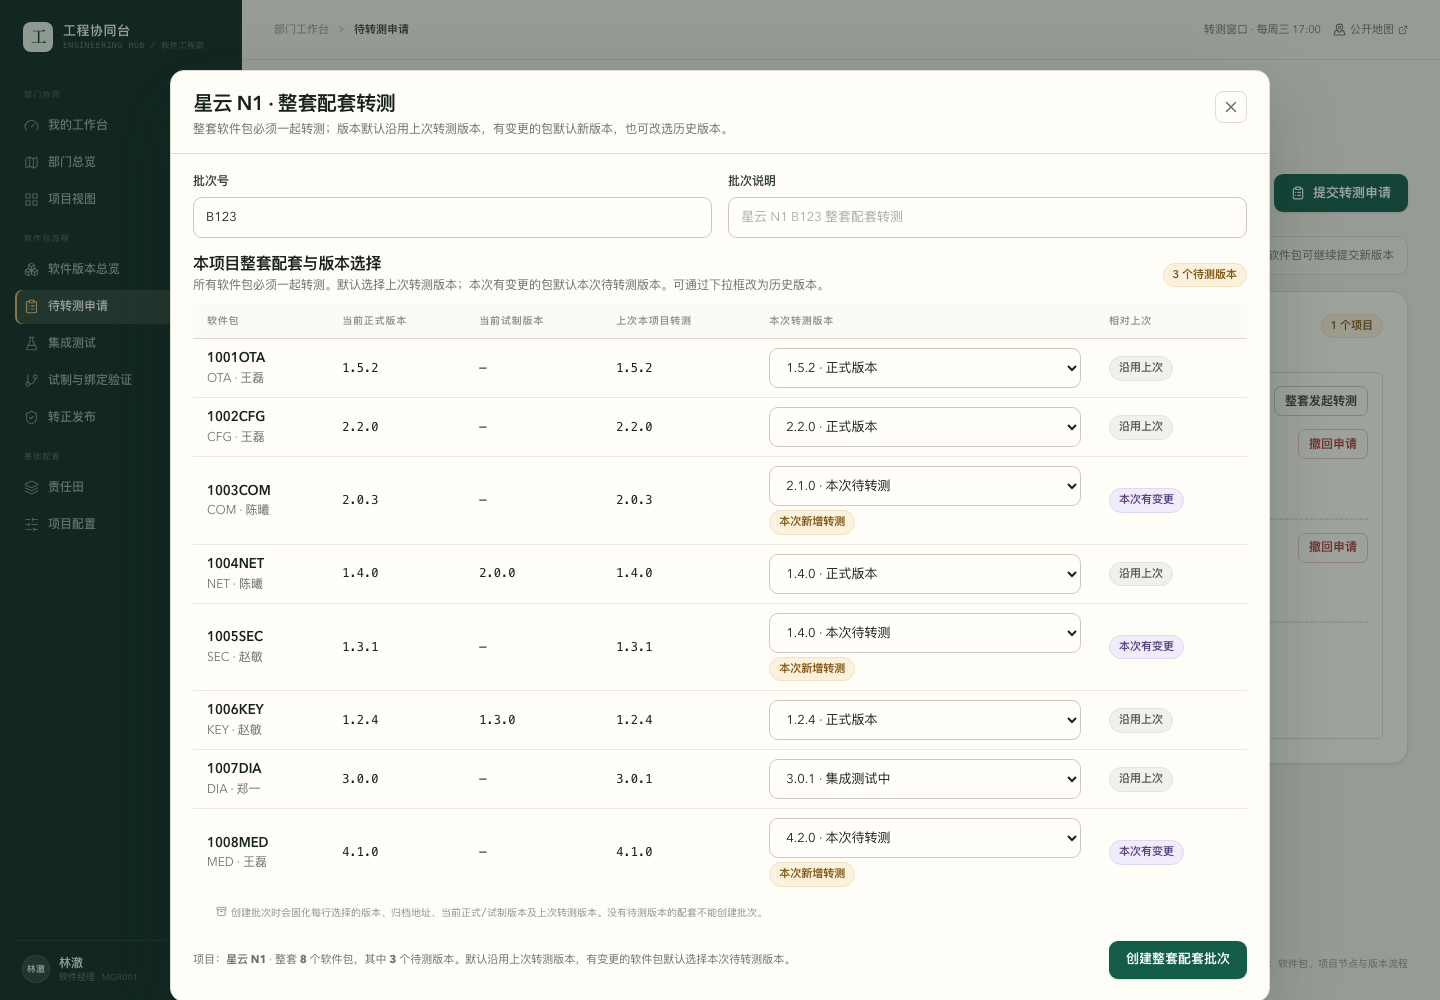 工程协同台
ENGINEERING HUB / 软件工程部
部门工作台 > 待转测申请
转测窗口 · 每周三 17:00 公开地图
部门协同
我的工作台
部门总览
项目视图
软件包流程
软件版本总览
待转测申请
集成测试
试制与绑定验证
转正发布
基础配置
责任田
项目配置
林澈
软件经理 · MGR001
提交转测申请
软件包可继续提交新版本
1 个项目
整套发起转测
撤回申请
撤回申请
软件包、项目节点与版本流程
星云 N1 · 整套配套转测
整套软件包必须一起转测；版本默认沿用上次转测版本，有变更的包默认新版本，也可改选历史版本。
批次号 批次说明
B123 星云 N1 B123 整套配套转测
本项目整套配套与版本选择
所有软件包必须一起转测。默认选择上次转测版本；本次有变更的包默认本次待转测版本。可通过下拉框改为历史版本。
3 个待测版本
软件包 当前正式版本 当前试制版本 上次本项目转测 本次转测版本 相对上次
1001OTA
OTA · 王磊
1.5.2 — 1.5.2 1.5.2 · 正式版本 沿用上次
1002CFG
CFG · 王磊
2.2.0 — 2.2.0 2.2.0 · 正式版本 沿用上次
1003COM
COM · 陈曦
2.0.3 — 2.0.3 2.1.0 · 本次待转测 本次有变更
本次新增转测
1004NET
NET · 陈曦
1.4.0 2.0.0 1.4.0 1.4.0 · 正式版本 沿用上次
1005SEC
SEC · 赵敏
1.3.1 — 1.3.1 1.4.0 · 本次待转测 本次有变更
本次新增转测
1006KEY
KEY · 赵敏
1.2.4 1.3.0 1.2.4 1.2.4 · 正式版本 沿用上次
1007DIA
DIA · 郑一
3.0.0 — 3.0.1 3.0.1 · 集成测试中 沿用上次
1008MED
MED · 王磊
4.1.0 — 4.1.0 4.2.0 · 本次待转测 本次有变更
本次新增转测
创建批次时会固化每行选择的版本、归档地址、当前正式/试制版本及上次转测版本。没有待测版本的配套不能创建批次。
项目：星云 N1 · 整套 8 个软件包，其中 3 个待测版本。默认沿用上次转测版本，有变更的软件包默认选择本次待转测版本。
创建整套配套批次